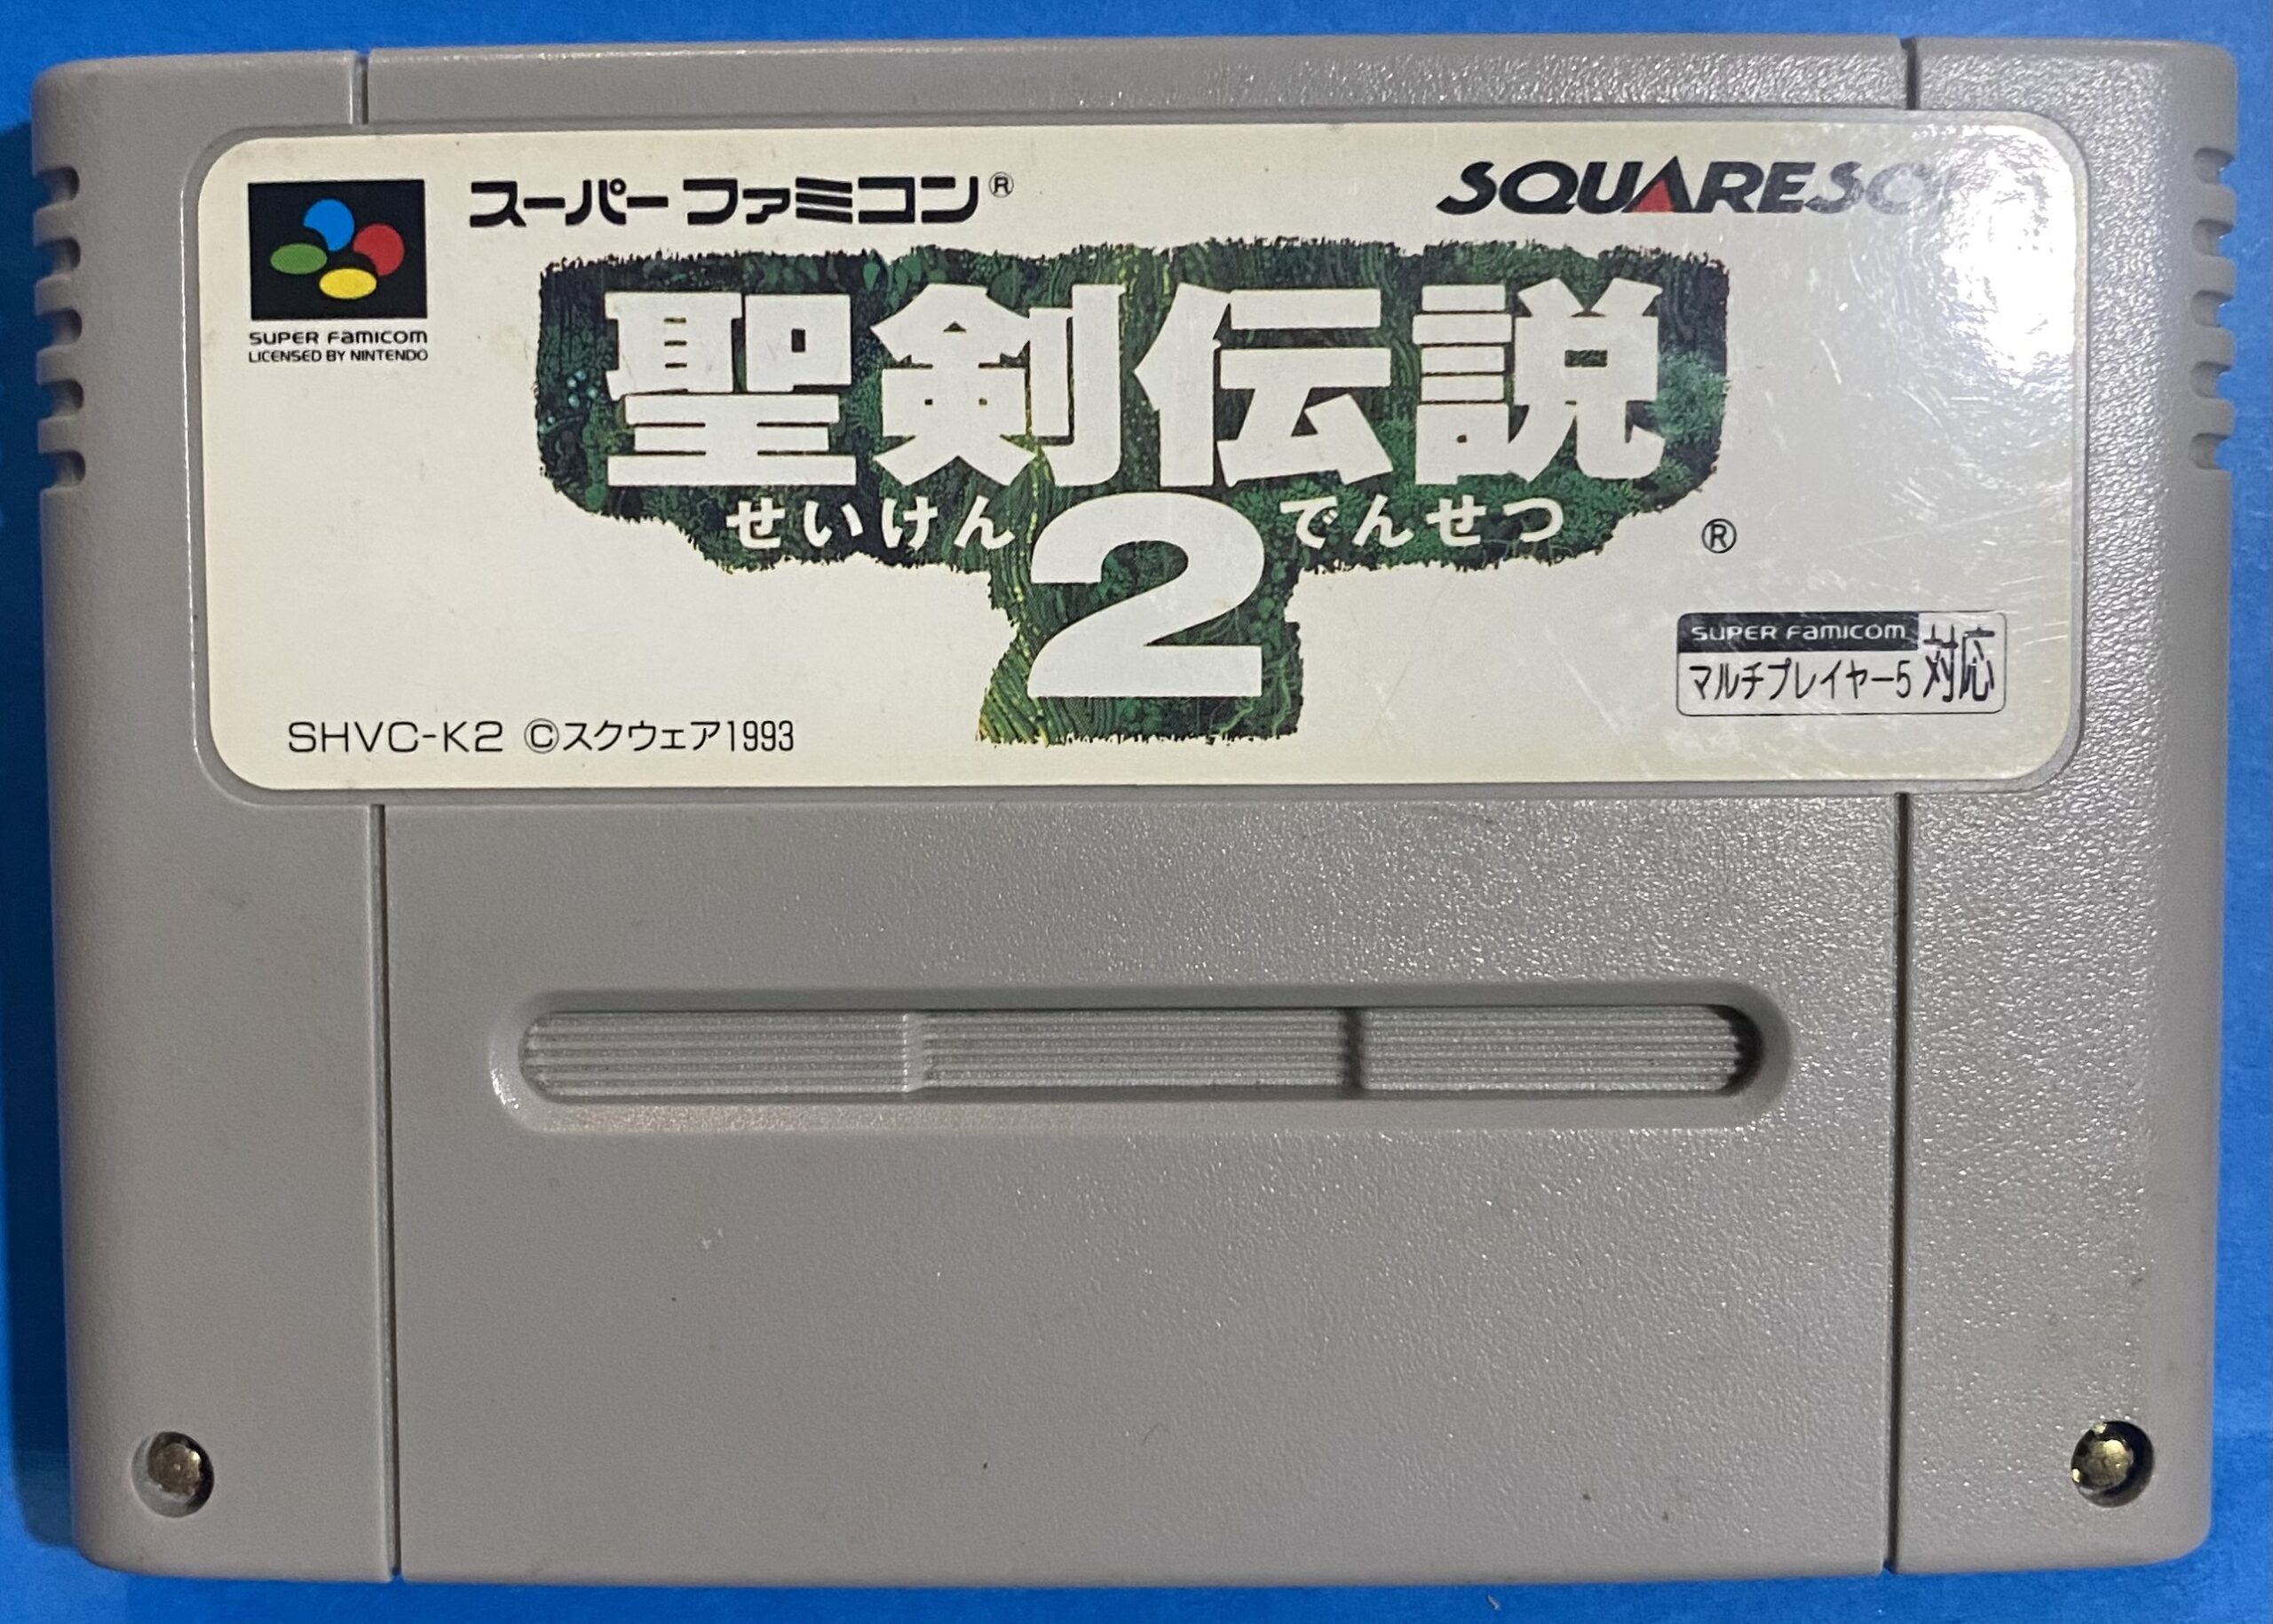 スーパーファミコン®
SQUARESO
SUPER FAMICOM
LICENSED BY NINTENDO
聖剣伝説
せいけん でんせつ
2
®
SUPER FAMICOM
マルチプレイヤー5 対応
SHVC-K2 ©スクウェア1993